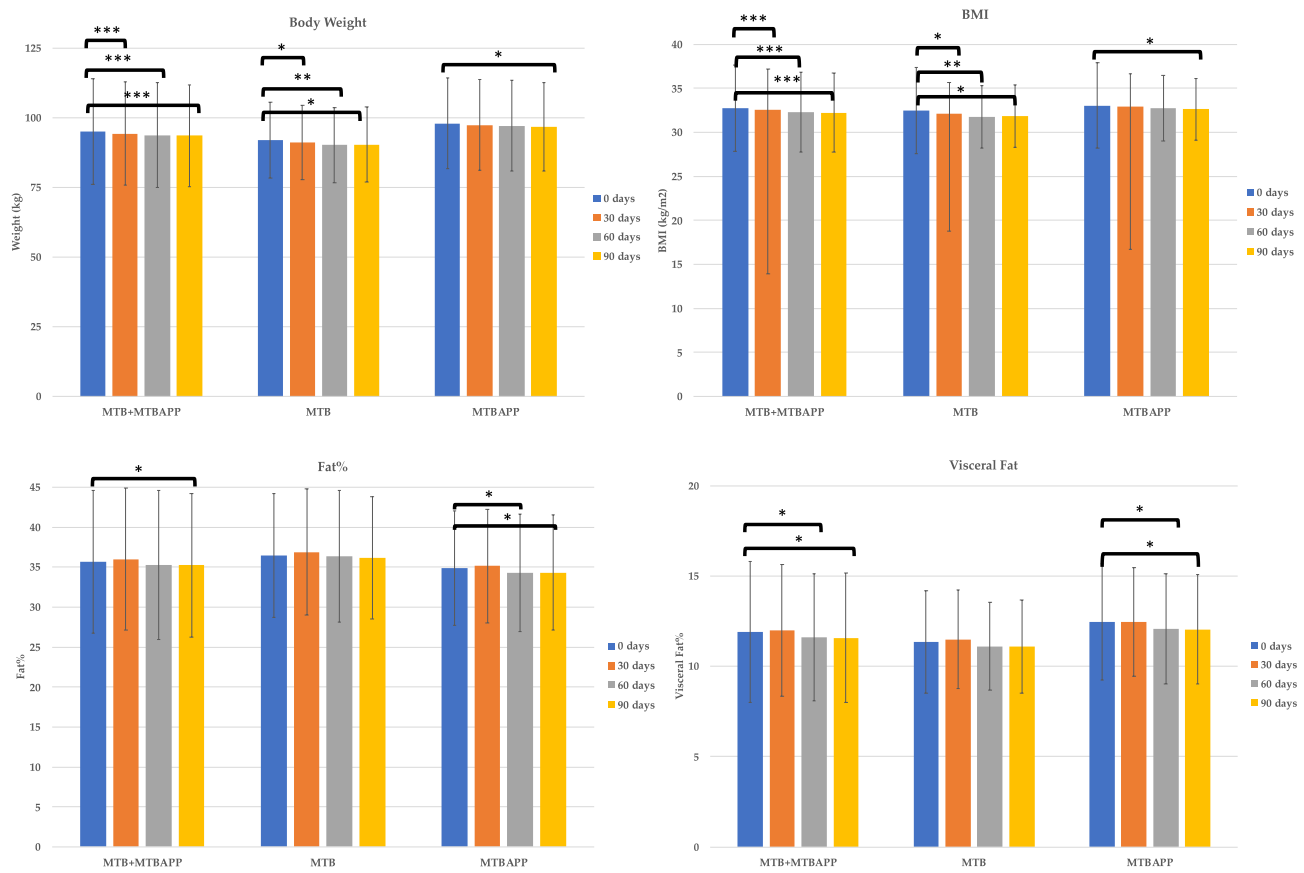 Body Weight
***
***
***
*
**
*
*
125
100
75
50
25
0
Weight (kg)
MTB+MTBAPP
MTB
MTBAPP
0 days
30 days
60 days
90 days
BMI
***
***
***
*
**
*
*
40
35
30
25
20
15
10
5
0
BMI (kg/m2)
MTB+MTBAPP
MTB
MTBAPP
0 days
30 days
60 days
90 days
Fat%
*
*
*
45
40
35
30
25
20
15
10
5
0
Fat%
MTB+MTBAPP
MTB
MTBAPP
0 days
30 days
60 days
90 days
Visceral Fat
*
*
*
*
20
15
10
5
0
Visceral Fat%
MTB+MTBAPP
MTB
MTBAPP
0 days
30 days
60 days
90 days